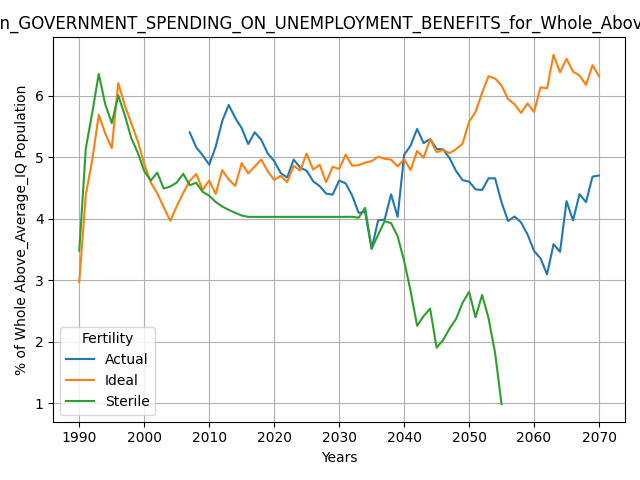 n_GOVERNMENT_SPENDING_ON_UNEMPLOYMENT_BENEFITS_for_Whole_Abov
% of Whole Above_Average_IQ Population
6
5
4
3
2
1
Fertility
Actual
Ideal
Sterile
1990 2000 2010 2020 2030 2040 2050 2060 2070
Years